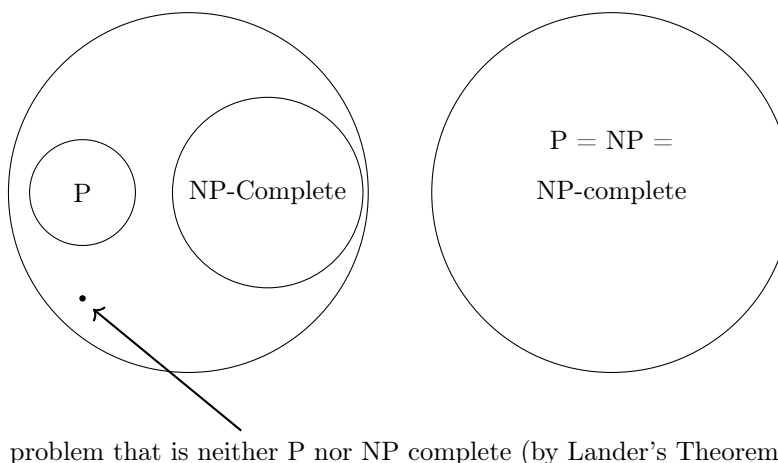 P = NP =
P
NP-Complete
NP-complete
problem that is neither P nor NP complete (by Lander's Theorem